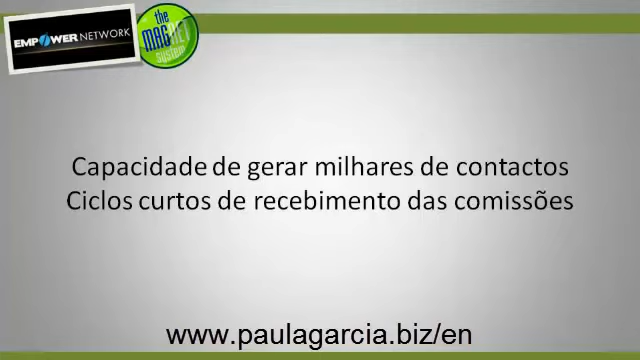 EMPOWER NETWORK
the
MAGNET
system
Capacidade de gerar milhares de contactos
Ciclos curtos de recebimento das comissões
www.paulagarcia.biz/en